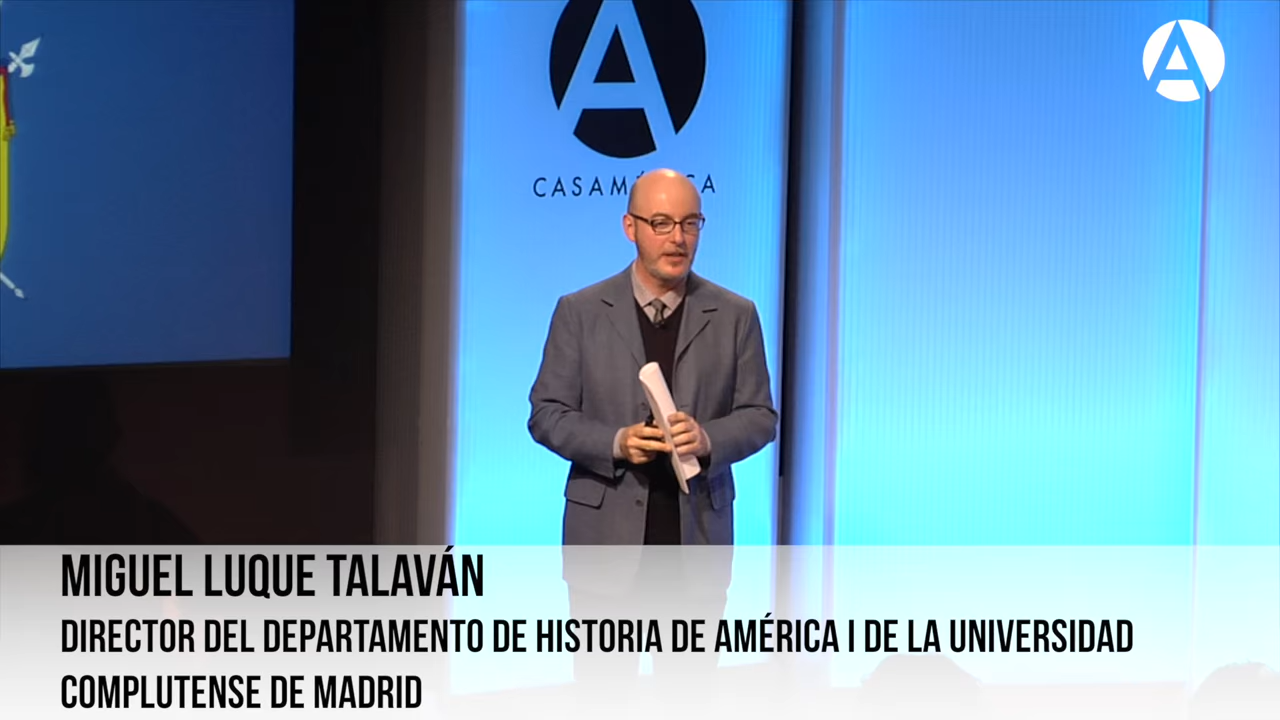 A
A
CASAMÉRICA
MIGUEL LUQUE TALAVÁN
DIRECTOR DEL DEPARTAMENTO DE HISTORIA DE AMÉRICA I DE LA UNIVERSIDAD
COMPLUTENSE DE MADRID